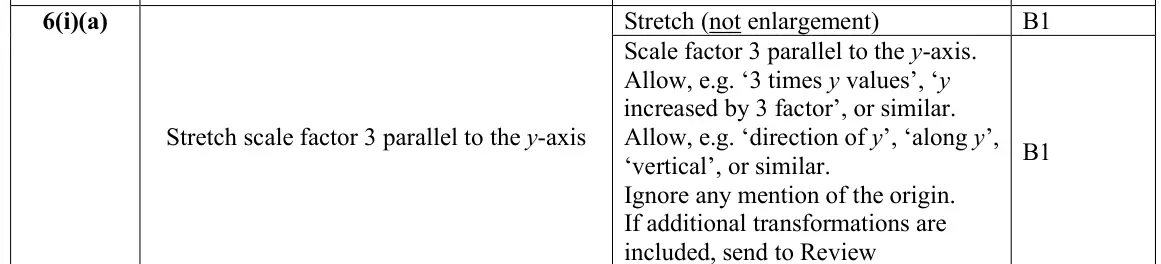 6(i)(a)
Stretch (not enlargement)
B1
Stretch scale factor 3 parallel to the y-axis
Scale factor 3 parallel to the y-axis.
Allow, e.g. ‘3 times y values’, ‘y
increased by 3 factor’, or similar.
Allow, e.g. ‘direction of y’, ‘along y’,
‘vertical’, or similar.
Ignore any mention of the origin.
If additional transformations are
included, send to Review
B1